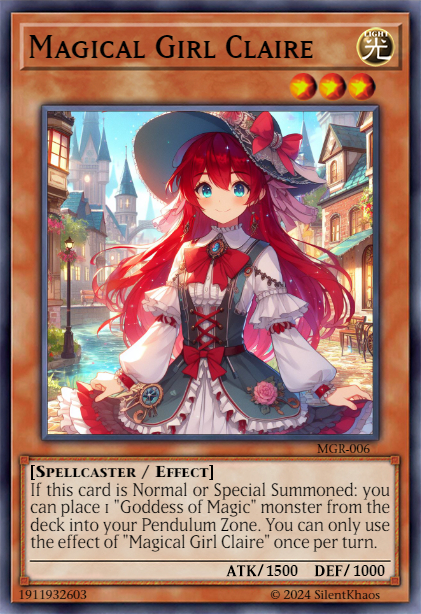 Magical Girl Claire
LIGHT
光
MGR-006
[Spellcaster / Effect]
If this card is Normal or Special Summoned: you
can place 1 "Goddess of Magic" monster from the
deck into your Pendulum Zone. You can only use
the effect of "Magical Girl Claire" once per turn.
ATK/1500 DEF/1000
1911932603
© 2024 SilentKhaos